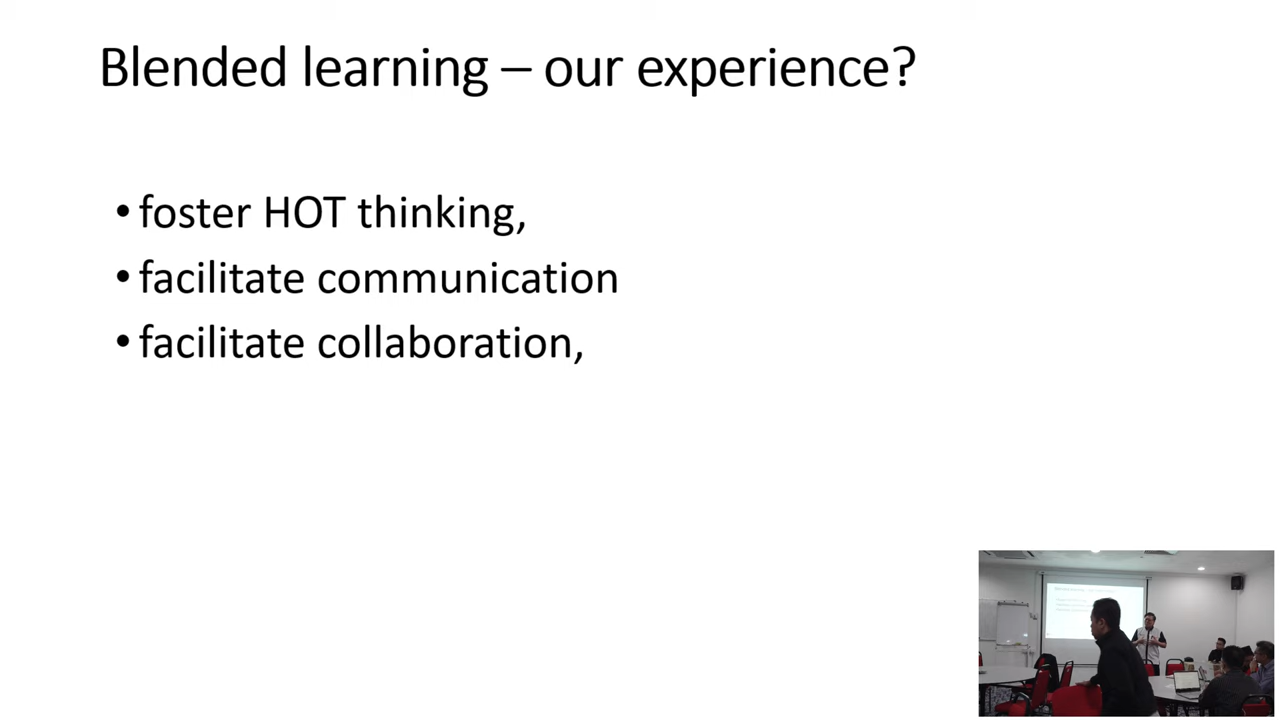 Blended learning – our experience?
• foster HOT thinking,
• facilitate communication
• facilitate collaboration,